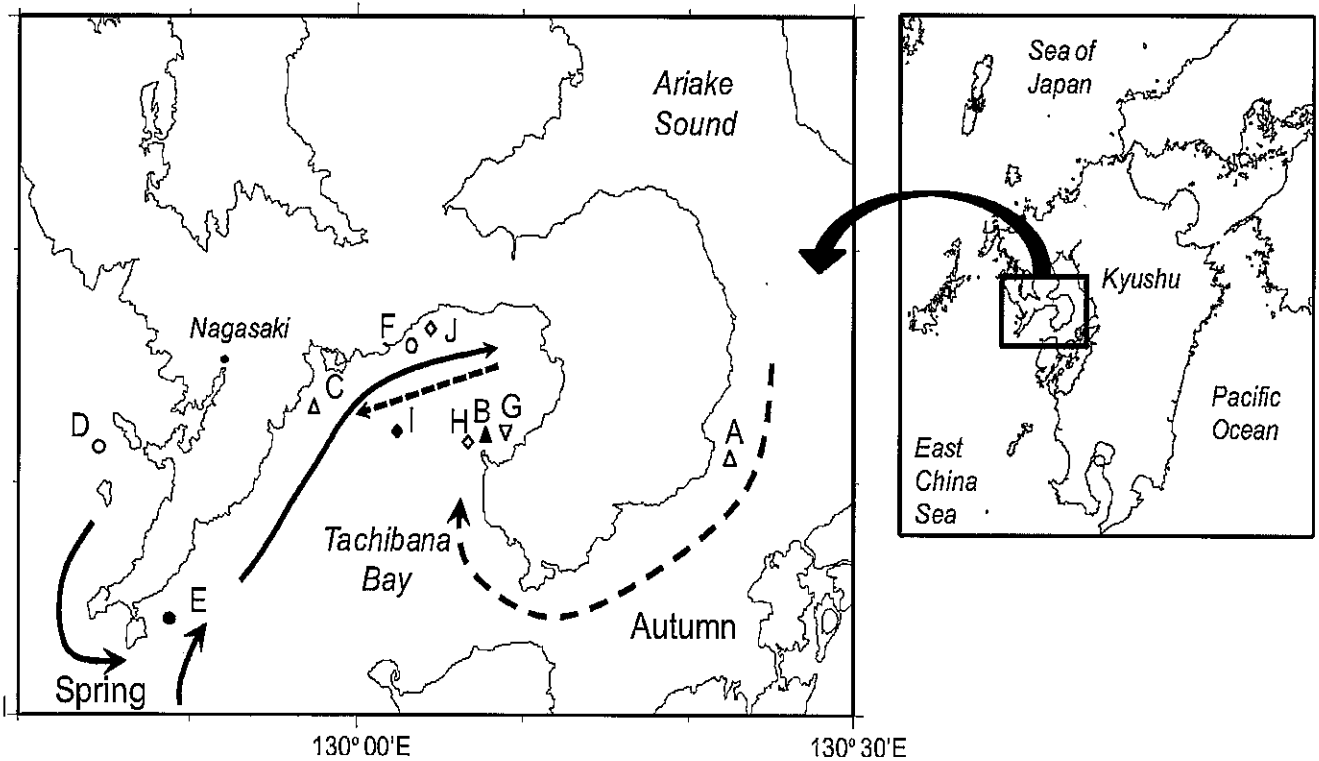 Ariake
Sound
Nagasaki
F
J
C
D
I
H
B
G
A
Tachibana
Bay
E
Autumn
Spring
130° 00'E
130° 30'E
Sea of
Japan
Kyushu
Pacific
Ocean
East
China
Sea